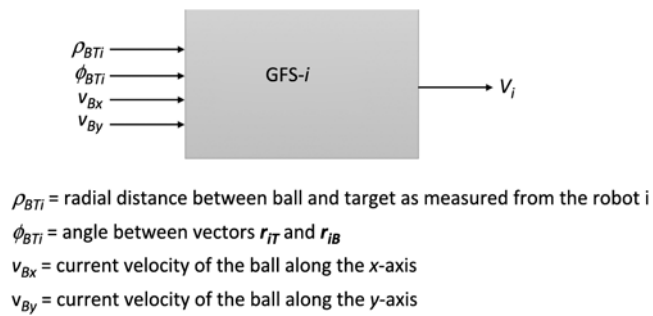 ρBTi
ϕBTi
vBx
vBy
GFS-i
Vi
ρBTi = radial distance between ball and target as measured from the robot i
ϕBTi = angle between vectors riT and riB
vBx = current velocity of the ball along the x-axis
vBy = current velocity of the ball along the y-axis